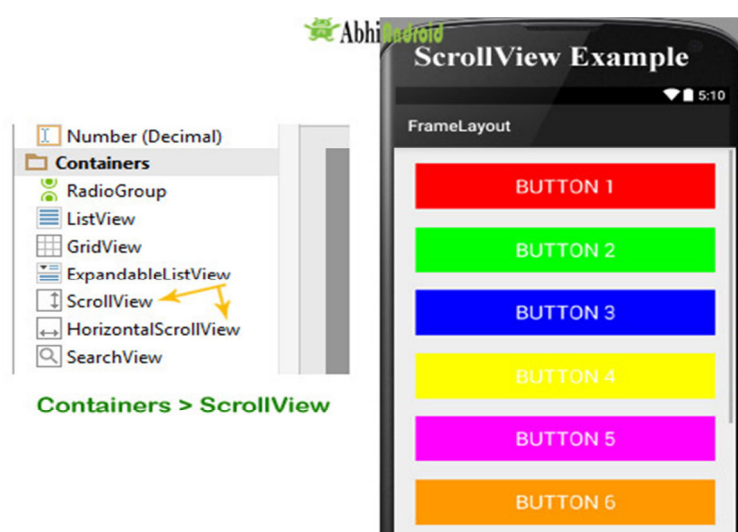 AbhiAndroid
Number (Decimal)
Containers
RadioGroup
ListView
GridView
ExpandableListView
ScrollView
HorizontalScrollView
SearchView
Containers > ScrollView
ScrollView Example
5:10
FrameLayout
BUTTON 1
BUTTON 2
BUTTON 3
BUTTON 4
BUTTON 5
BUTTON 6